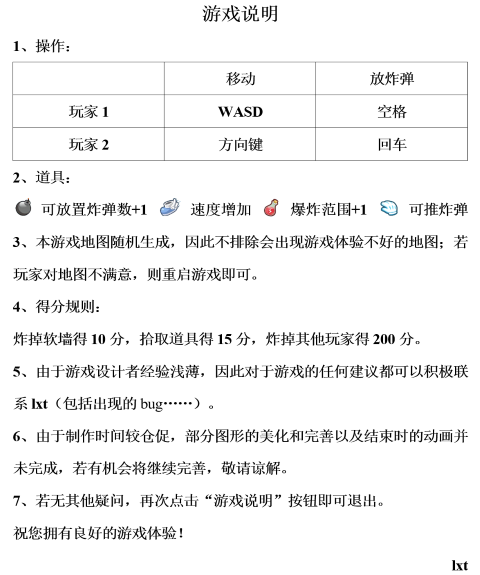 游戏说明
1、操作：
移动 放炸弹
玩家 1 WASD 空格
玩家 2 方向键 回车
2、道具：
可放置炸弹数+1 速度增加 爆炸范围+1 可推炸弹
3、本游戏地图随机生成，因此不排除会出现游戏体验不好的地图；若
玩家对地图不满意，则重启游戏即可。
4、得分规则：
炸掉软墙得 10 分，拾取道具得 15 分，炸掉其他玩家得 200 分。
5、由于游戏设计者经验浅薄，因此对于游戏的任何建议都可以积极联
系 lxt（包括出现的 bug……）。
6、由于制作时间较仓促，部分图形的美化和完善以及结束时的动画并
未完成，若有机会将继续完善，敬请谅解。
7、若无其他疑问，再次点击“游戏说明”按钮即可退出。
祝您拥有良好的游戏体验！
lxt